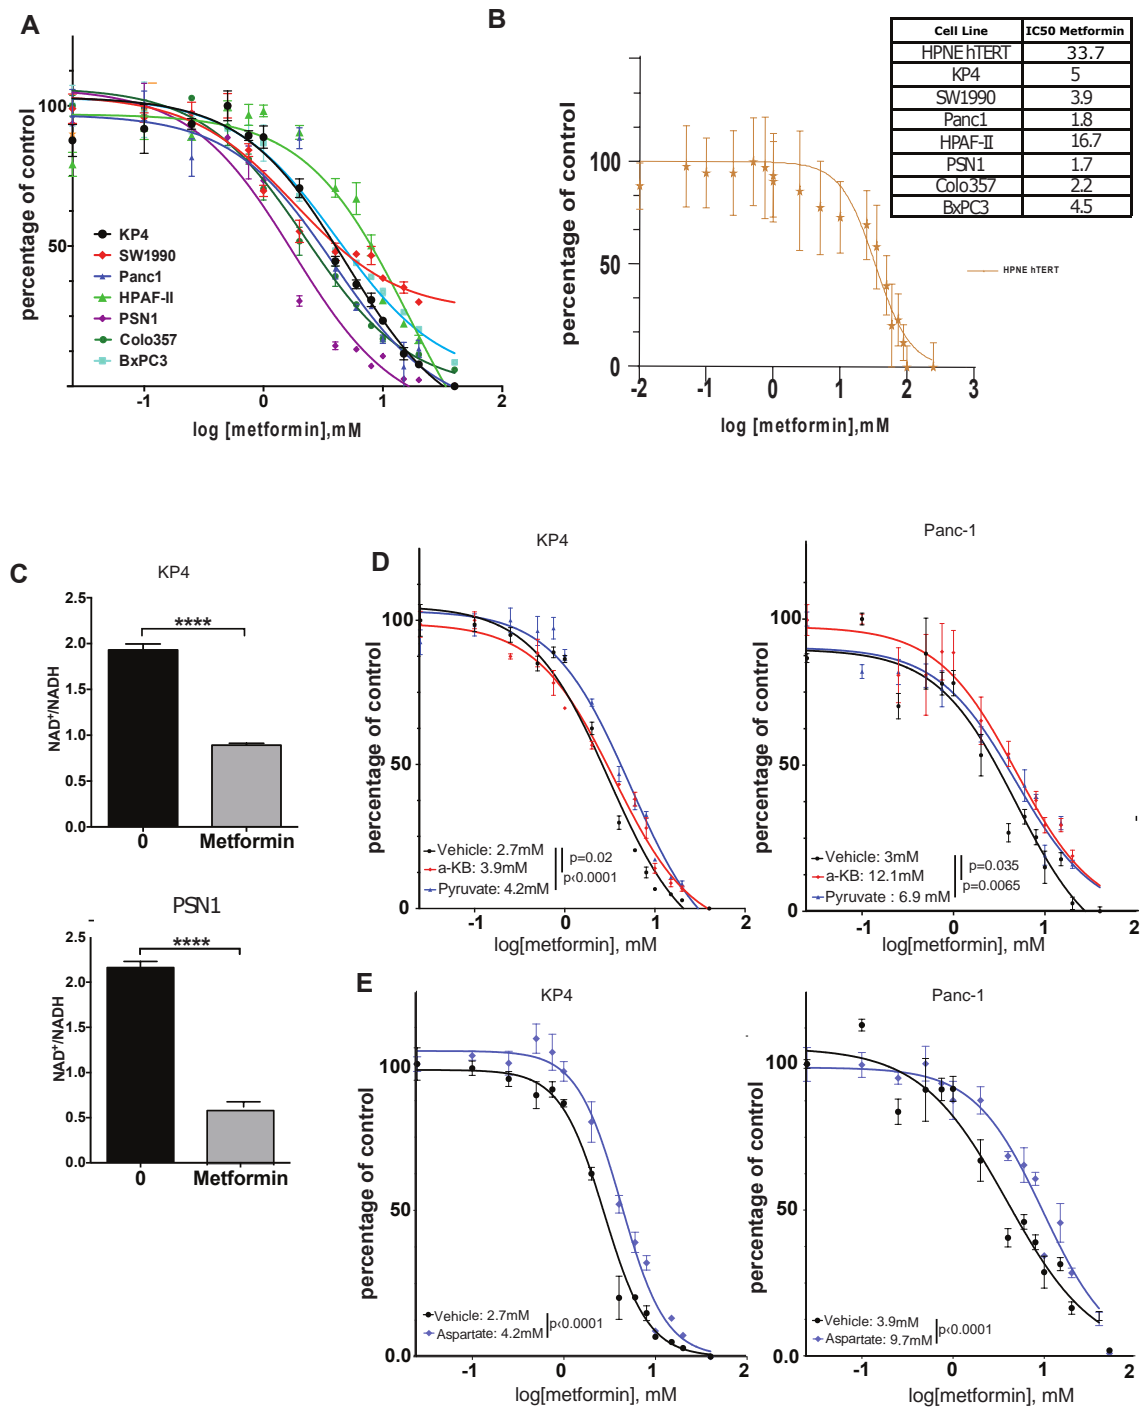 A
percentage of control
100
50
KP4
SW1990
Panc1
HPAF-II
PSN1
Colo357
BxPC3
-1
0
1
2
log [metformin],mM
B
percentage of control
100
50
0
-2
-1
0
1
2
3
log [metformin],mM
HPNE hTERT
Cell Line IC50 Metformin
HPNE hTERT 33.7
KP4 5
SW1990 3.9
Panc1 1.8
HPAF-II 16.7
PSN1 1.7
Colo357 2.2
BxPC3 4.5
C
KP4
NAD+/NADH
2.5
2.0
1.5
1.0
0.5
0.0
****
0 Metformin
PSN1
NAD+/NADH
2.5
2.0
1.5
1.0
0.5
0.0
****
0 Metformin
D
KP4
percentage of control
100
50
0
Vehicle: 2.7mM
a-KB: 3.9mM
Pyruvate: 4.2mM
p=0.02
p<0.0001
-1 0 1 2
log[metformin], mM
Panc-1
percentage of control
100
50
0
Vehicle: 3mM
a-KB: 12.1mM
Pyruvate : 6.9 mM
p=0.035
p=0.0065
-1 0 1 2
log[metformin], mM
E
KP4
percentage of control
100
50
0.0
Vehicle: 2.7mM
Aspartate: 4.2mM
p<0.0001
-1 0 1 2
log[metformin], mM
Panc-1
percentage of control
100
50
0.0
Vehicle: 3.9mM
Aspartate: 9.7mM
p<0.0001
-1 0 1 2
log[metformin], mM